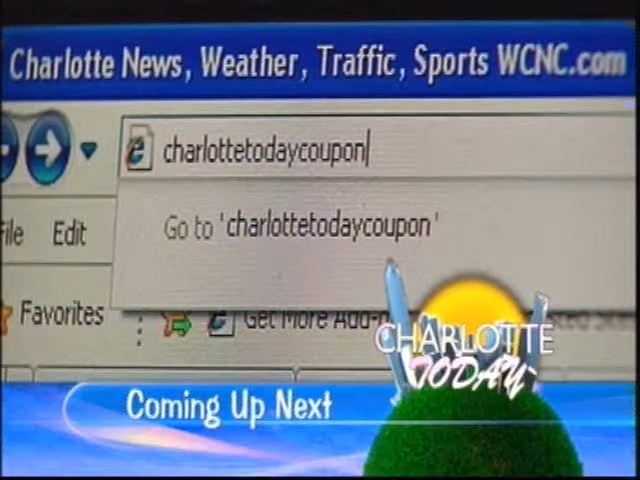 Charlotte News, Weather, Traffic, Sports WCNC.com
charlottetodaycoupon
Go to 'charlottetodaycoupon'
File Edit
Favorites
Get More Add-
CHARLOTTE
TODAY
Coming Up Next